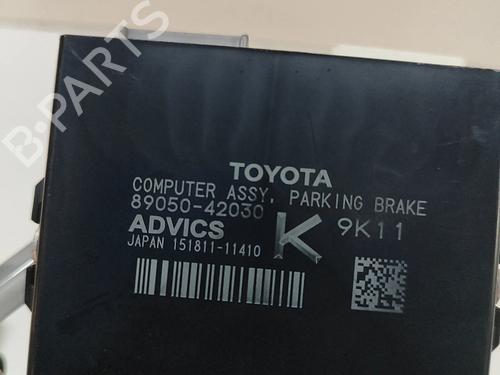 B-PARTS
TOYOTA
COMPUTER ASSY, PARKING BRAKE
89050-42030
ADVICS K 9K11
JAPAN 151811-11410